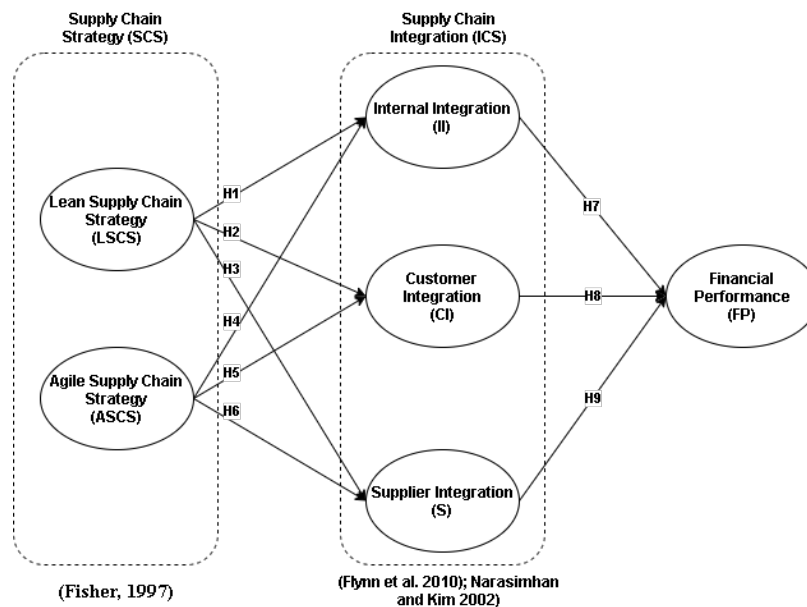 Supply Chain
Strategy (SCS)
Supply Chain
Integration (ICS)
Internal Integration
(II)
H1
H7
Lean Supply Chain
Strategy
(LSCS)
H2
H3
Customer
Integration
(CI)
H8
Financial
Performance
(FP)
H4
Agile Supply Chain
Strategy
(ASCS)
H5
H6
H9
Supplier Integration
(S)
(Fisher, 1997)
(Flynn et al. 2010); Narasimhan
and Kim 2002)